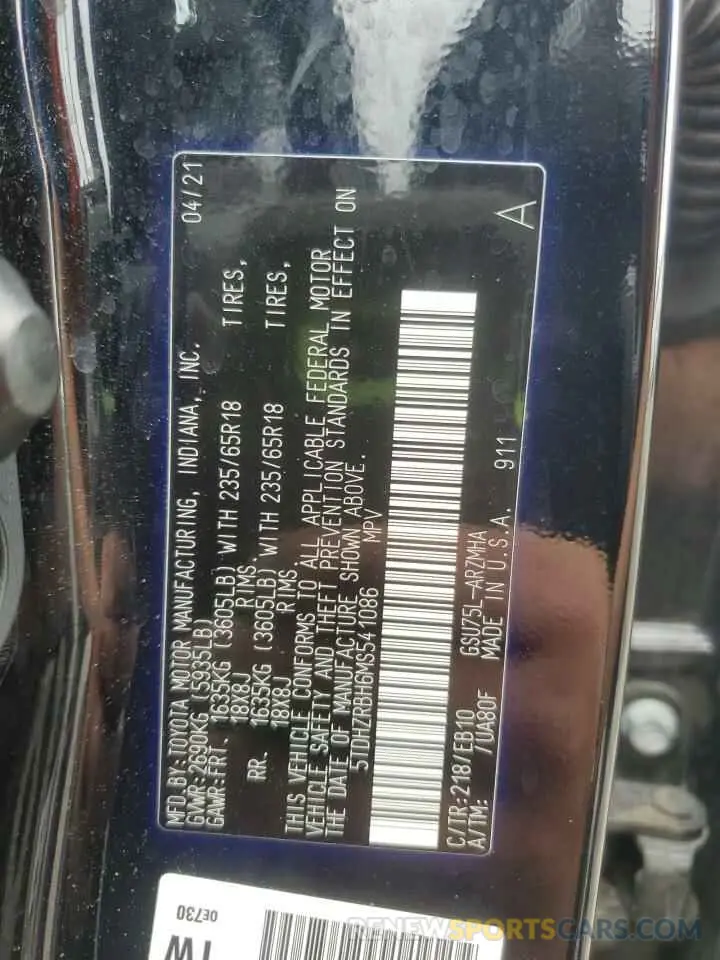 MFD.BY:TOYOTA MOTOR MANUFACTURING, INDIANA, INC. 04/21
GVWR:2690KG (5935LB)
GAWR:FRT. 1635KG (3605LB) WITH 235/65R18 TIRES,
18X8J RIMS.
RR. 1635KG (3605LB) WITH 235/65R18 TIRES,
18X8J RIMS.
THIS VEHICLE CONFORMS TO ALL APPLICABLE FEDERAL MOTOR
VEHICLE SAFETY AND THEFT PREVENTION STANDARDS IN EFFECT ON
THE DATE OF MANUFACTURE SHOWN ABOVE.
5TDHZRBH6MS541086 MPV
C/TR:218/EB10 GSU75L-ARZMHA
A/TM: /UA80F MADE IN U.S.A. 911 A
0E730
TW
RENEWSPORTSCARS.COM